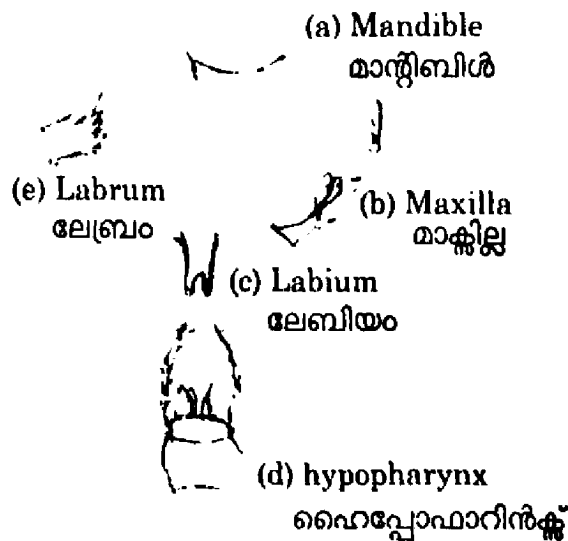 (a) Mandible
മാന്റിബിൾ
(e) Labrum
ലേബ്രം
(b) Maxilla
മാക്സില്ല
(c) Labium
ലേബിയം
(d) hypopharynx
ഹൈപ്പോഫാറിൻക്സ്